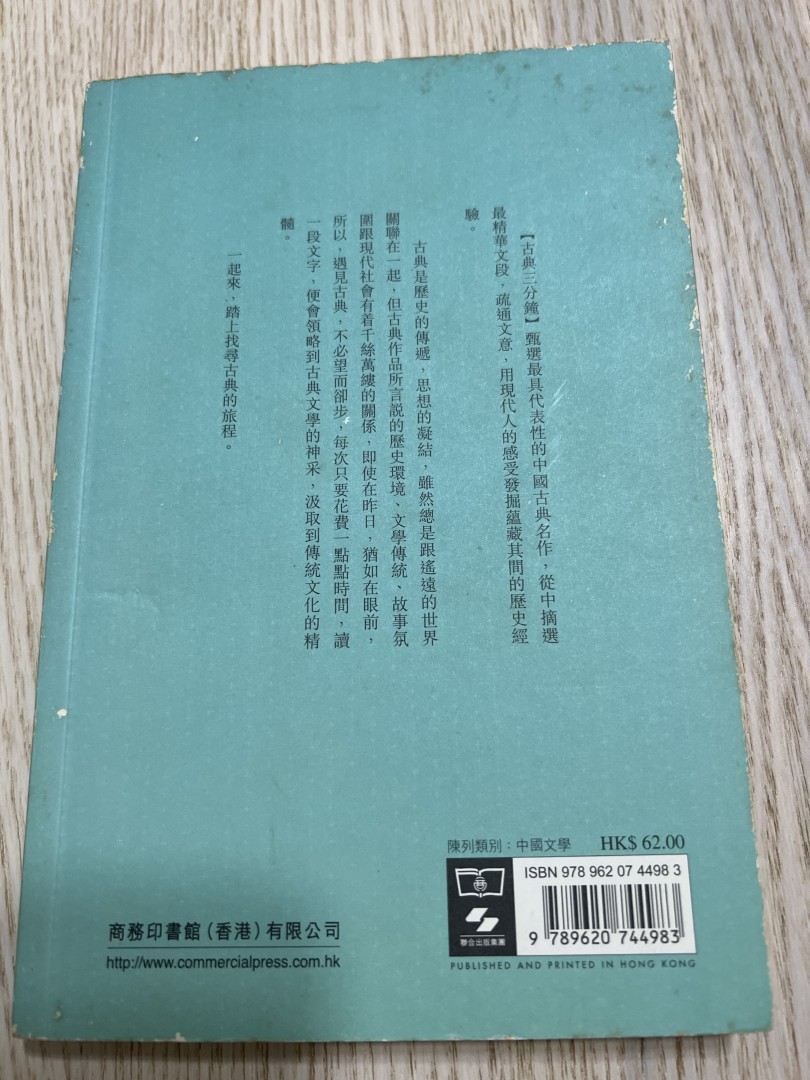 【古典三分鐘】甄選最具代表性的中國古典名作，從中摘選
最精華文段，疏通文意，用現代人的感受發掘蘊藏其間的歷史經
驗。
古典是歷史的傳遞，思想的凝結，雖然總是跟遙遠的世界
關聯在一起，但古典作品所言說的歷史環境、文學傳統、故事氛
圍跟現代社會有着千絲萬縷的關係，即使在昨日，猶如在眼前，
所以，遇見古典，不必望而卻步，每次只要花費一點點時間，讀
一段文字，便會領略到古典文學的神采，汲取到傳統文化的精
髓。
一起來，踏上找尋古典的旅程。
陳列類別：中國文學 HK$ 62.00
ISBN 978 962 07 4498 3
9 789620 744983
聯合出版集團
PUBLISHED AND PRINTED IN HONG KONG
商務印書館（香港）有限公司
http://www.commercialpress.com.hk